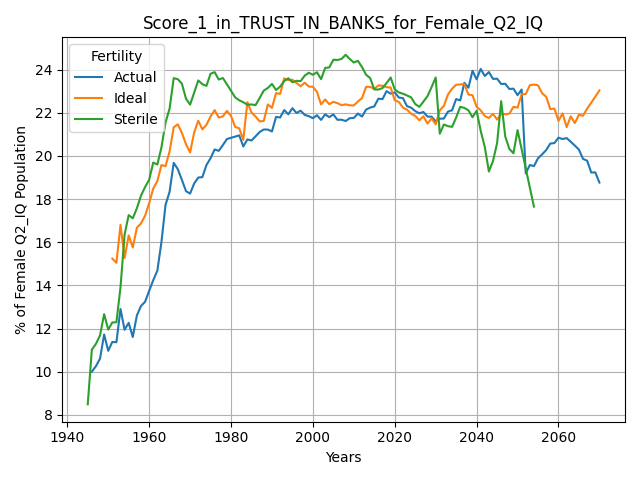 Score_1_in_TRUST_IN_BANKS_for_Female_Q2_IQ
Fertility
Actual
Ideal
Sterile
% of Female Q2_IQ Population
24
22
20
18
16
14
12
10
8
1940
1960
1980
2000
2020
2040
2060
Years